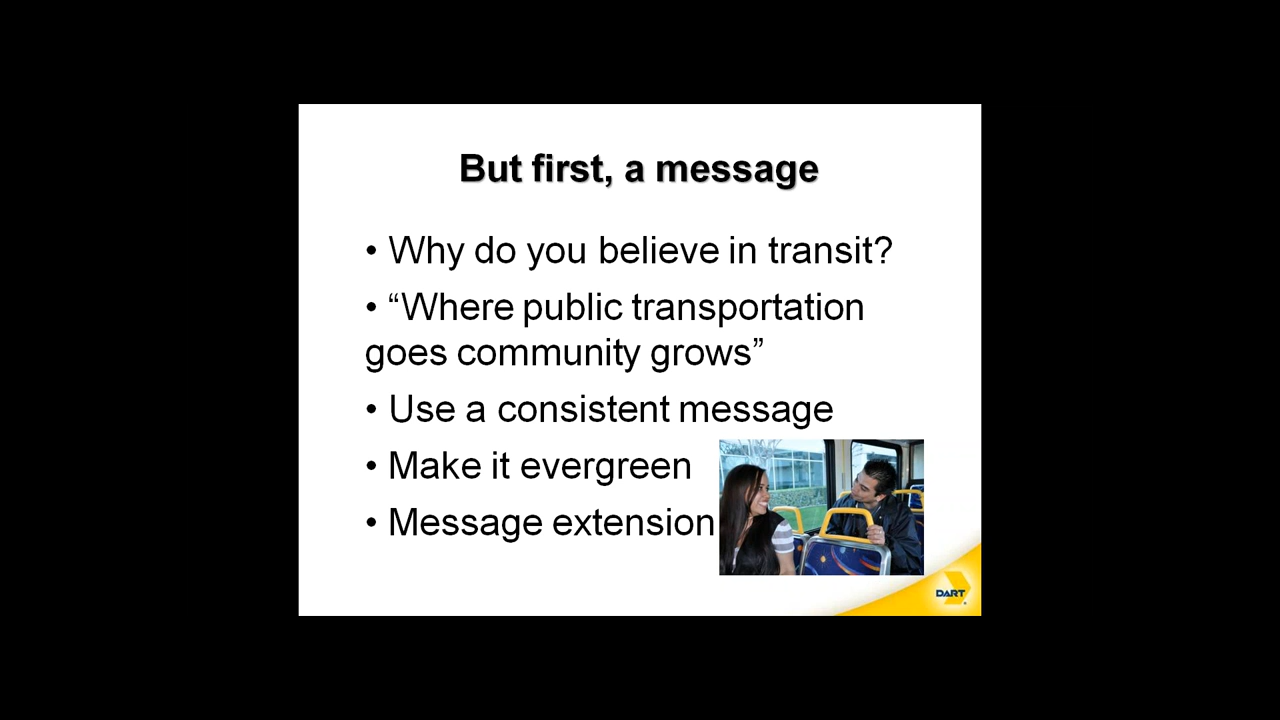 But first, a message
• Why do you believe in transit?
• “Where public transportation
goes community grows”
• Use a consistent message
• Make it evergreen
• Message extension
DART